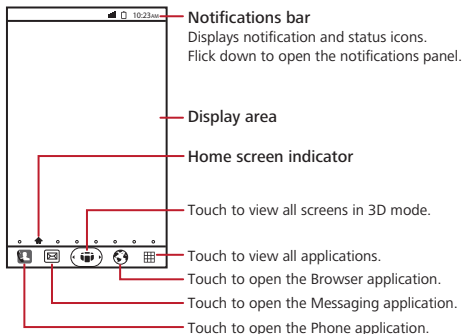 10:23AM
Notifications bar
Displays notification and status icons.
Flick down to open the notifications panel.
Display area
Home screen indicator
Touch to view all screens in 3D mode.
Touch to view all applications.
Touch to open the Browser application.
Touch to open the Messaging application.
Touch to open the Phone application.